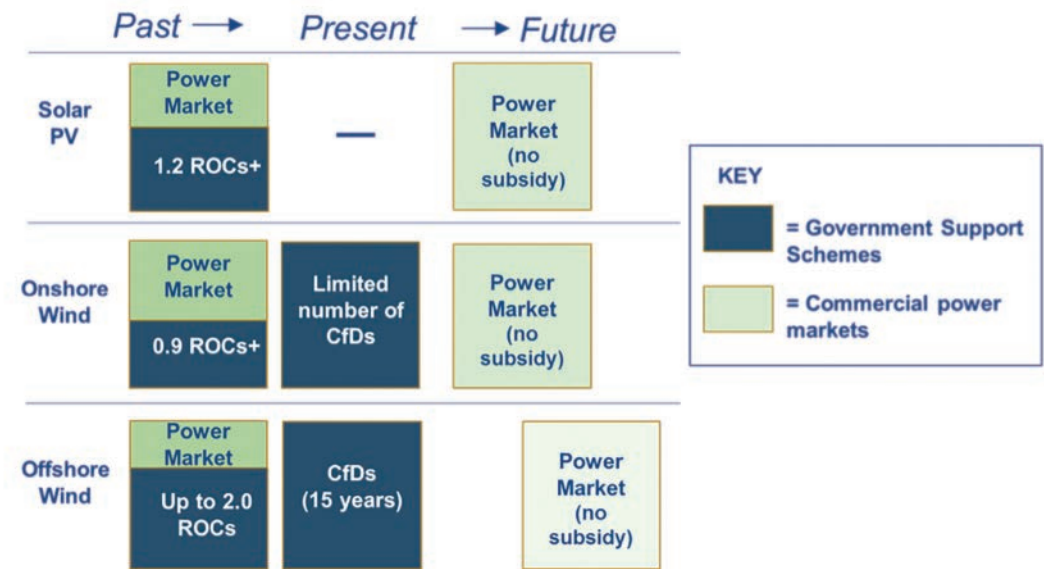 Past → Present → Future
Solar
PV
Power
Market
1.2 ROCs+
—
Power
Market
(no
subsidy)
Onshore
Wind
Power
Market
0.9 ROCs+
Limited
number of
CfDs
Power
Market
(no
subsidy)
Offshore
Wind
Power
Market
Up to 2.0
ROCs
CfDs
(15 years)
Power
Market
(no
subsidy)
KEY
= Government Support
Schemes
= Commercial power
markets